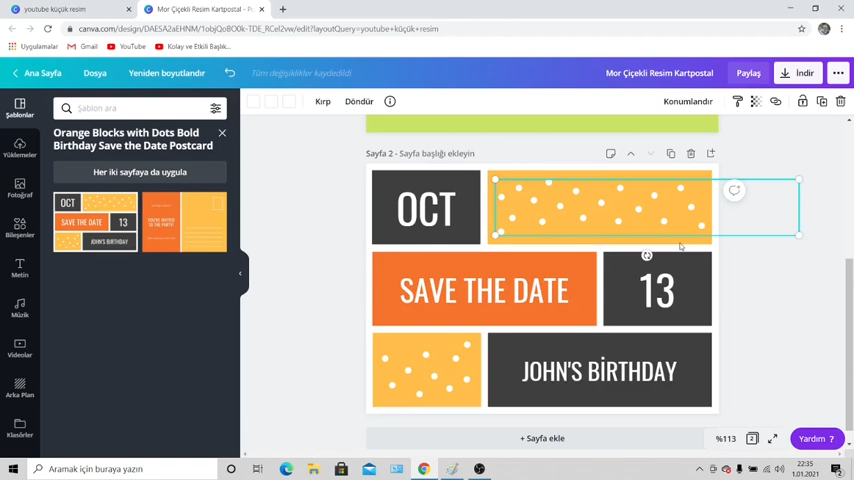 youtube küçük resim
Mor Çiçekli Resim Kartpostal - Po
canva.com/design/DAESA2aEHNM/1objQoBO0k-TDE_RCel2vw/edit?layoutQuery=youtube+küçük+resim
Uygulamalar
Gmail
YouTube
Kolay ve Etkili Başlık...
Ana Sayfa
Dosya
Yeniden boyutlandır
Tüm değişiklikler kaydedildi
Mor Çiçekli Resim Kartpostal
Paylaş
İndir
Şablonlar
Şablon ara
Kırp
Döndür
Konumlandır
Orange Blocks with Dots Bold
Birthday Save the Date Postcard
Her iki sayfaya da uygula
Yüklemeler
Fotoğraf
Bileşenler
Metin
Müzik
Videolar
Arka Plan
Klasörler
OCT
SAVE THE DATE
13
JOHN'S BIRTHDAY
Sayfa 2 - Sayfa başlığı ekleyin
OCT
SAVE THE DATE
13
JOHN'S BİRTHDAY
+ Sayfa ekle
%113
2
Yardım ?
Aramak için buraya yazın
22:35
1.01.2021
2